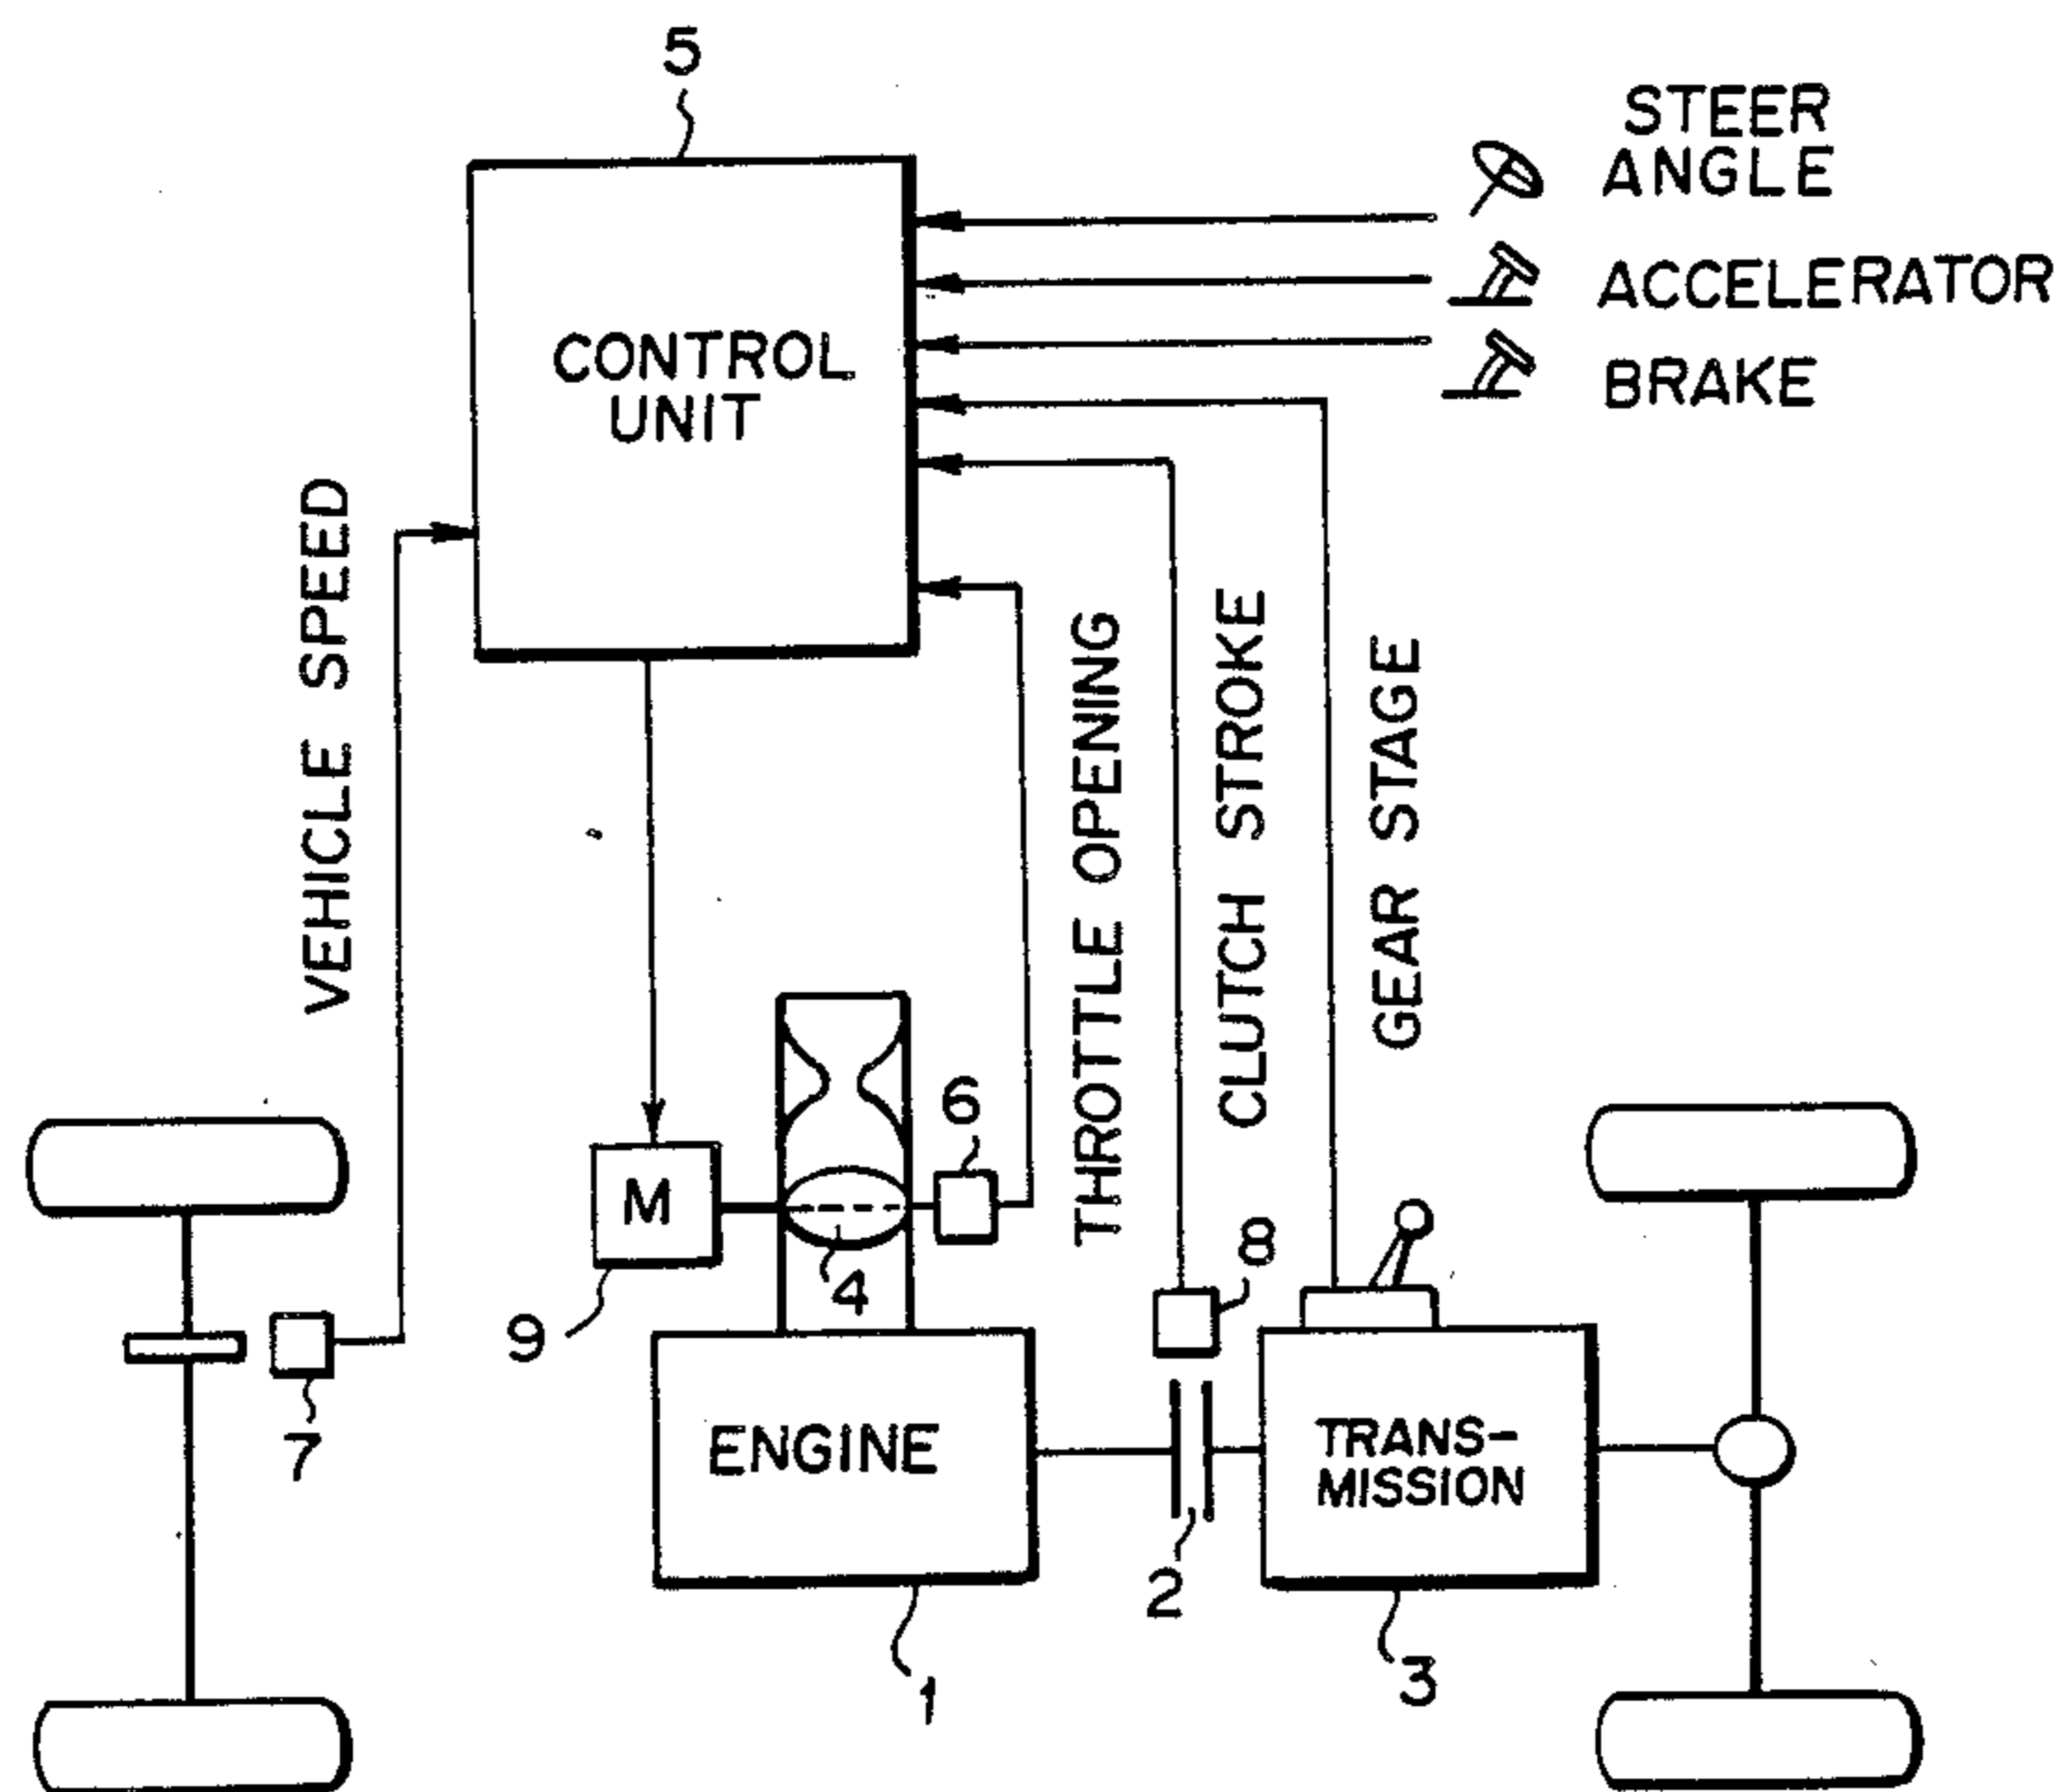 5
STEER
ANGLE
ACCELERATOR
BRAKE
CONTROL
UNIT
VEHICLE SPEED
THROTTLE OPENING
CLUTCH STROKE
GEAR STAGE
6
M
4
8
9
7
ENGINE
TRANS-
MISSION
2
1
3